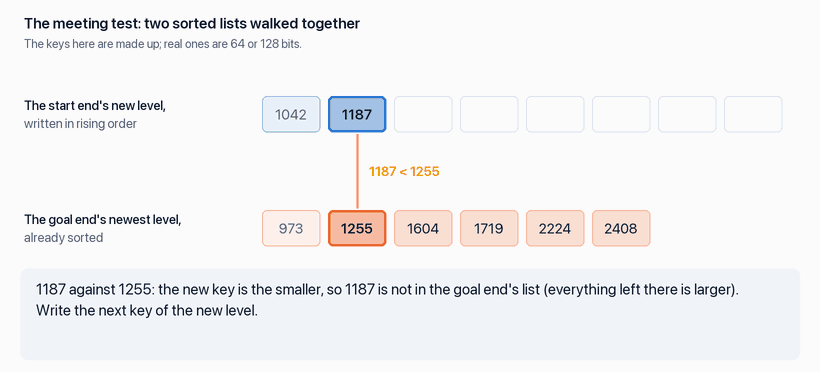 The meeting test: two sorted lists walked together
The keys here are made up; real ones are 64 or 128 bits.
The start end's new level,
written in rising order
1042 1187
1187 < 1255
The goal end's newest level,
already sorted
973 1255 1604 1719 2224 2408
1187 against 1255: the new key is the smaller, so 1187 is not in the goal end's list (everything left there is larger).
Write the next key of the new level.